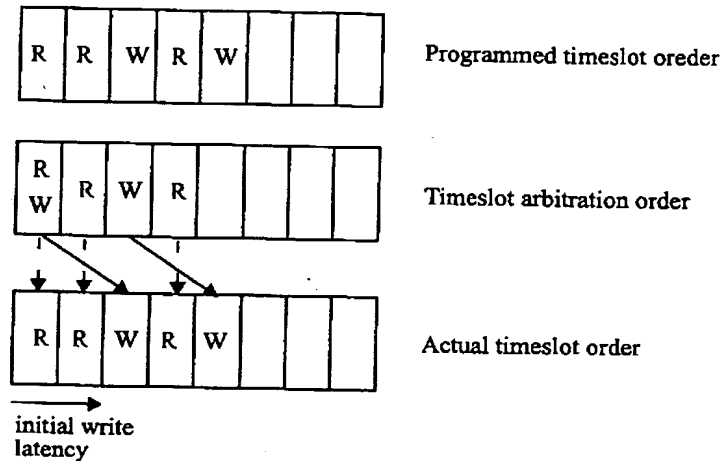 R R W R W
Programmed timeslot oreder
R
W R W R
Timeslot arbitration order
R R W R W
Actual timeslot order
initial write
latency